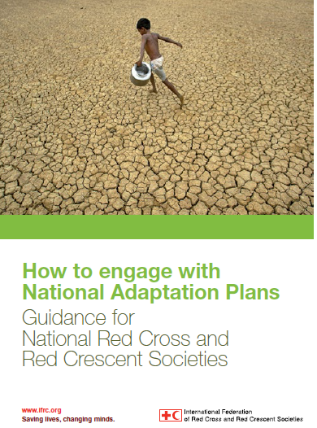 How to engage with
National Adaptation Plans
Guidance for
National Red Cross and
Red Crescent Societies
www.ifrc.org
Saving lives, changing minds.
International Federation
of Red Cross and Red Crescent Societies